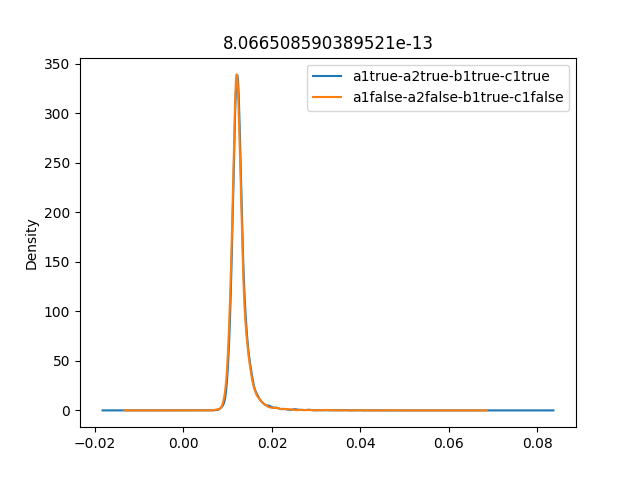 8.066508590389521e-13
a1true-a2true-b1true-c1true
a1false-a2false-b1true-c1false
Density
350
300
250
200
150
100
50
0
−0.02 0.00 0.02 0.04 0.06 0.08